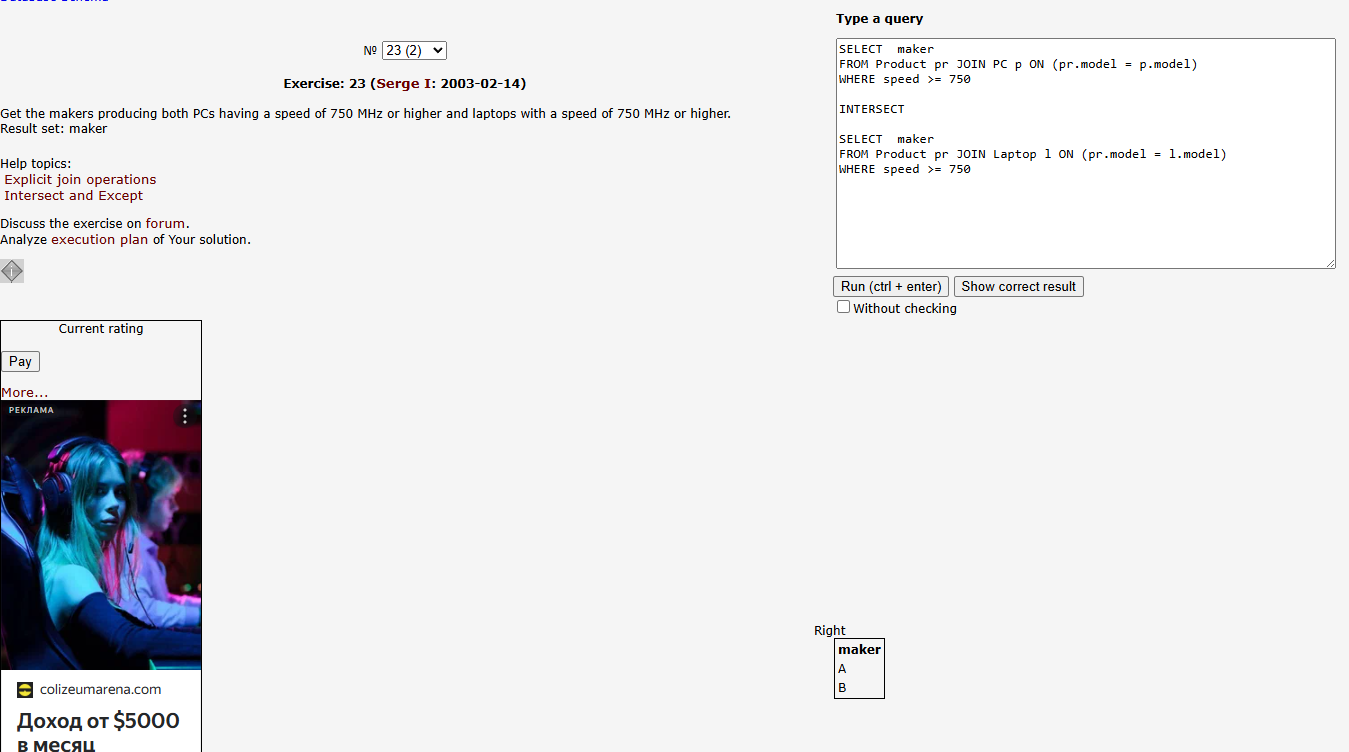 Database Schema
№ 23 (2)
Exercise: 23 (Serge I: 2003-02-14)
Get the makers producing both PCs having a speed of 750 MHz or higher and laptops with a speed of 750 MHz or higher.
Result set: maker
Help topics:
Explicit join operations
Intersect and Except
Discuss the exercise on forum.
Analyze execution plan of Your solution.
Current rating
Pay
More...
РЕКЛАМА
colizeumarena.com
Доход от $5000
в месяц
Type a query
SELECT  maker
FROM Product pr JOIN PC p ON (pr.model = p.model)
WHERE speed >= 750
INTERSECT
SELECT  maker
FROM Product pr JOIN Laptop l ON (pr.model = l.model)
WHERE speed >= 750
Run (ctrl + enter) Show correct result
Without checking
Right
maker
A
B